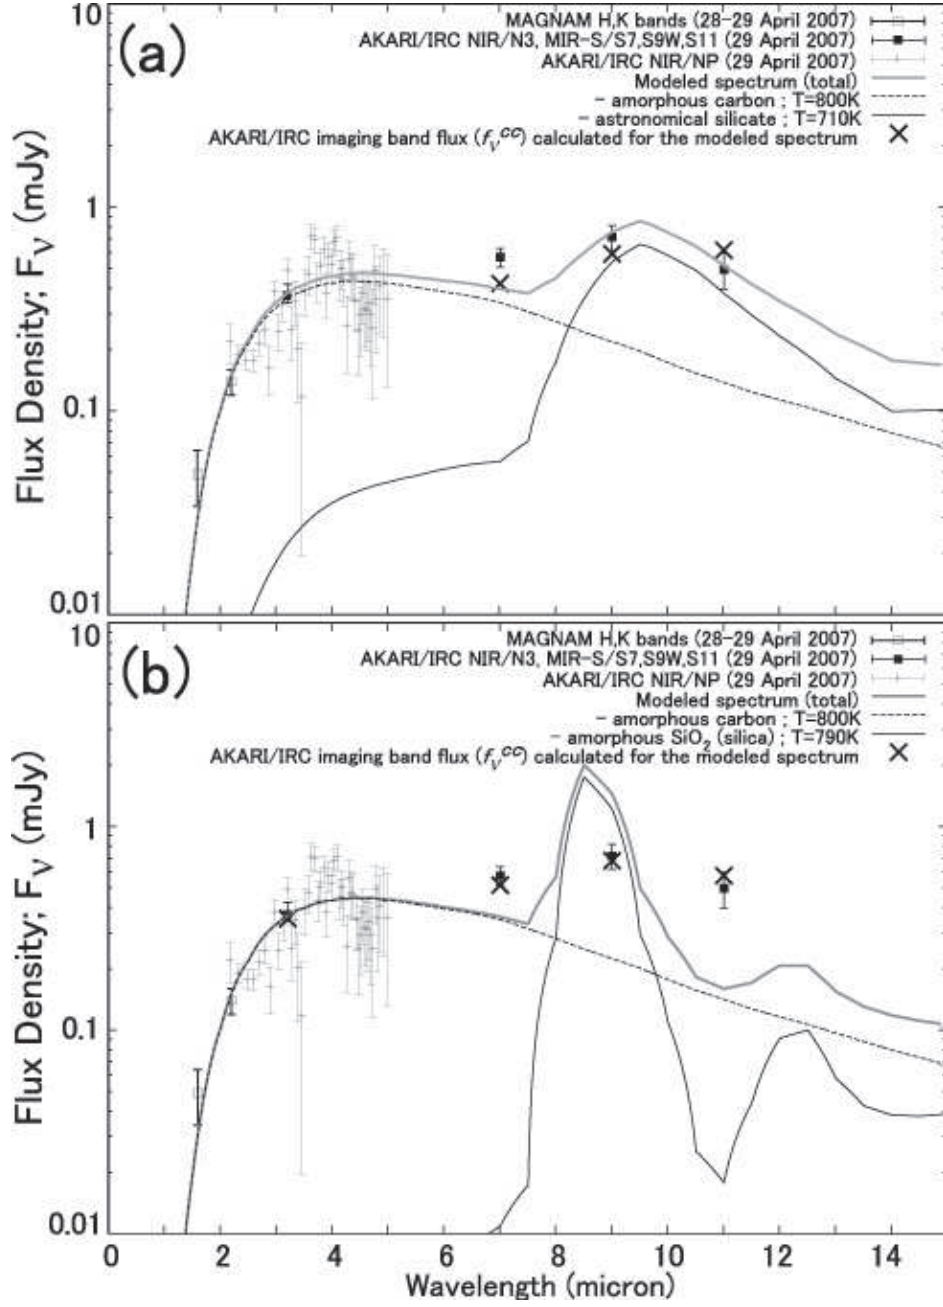 10
(a)
MAGNAM H,K bands (28-29 April 2007)
AKARI/IRC NIR/N3, MIR-S/S7,S9W,S11 (29 April 2007)
AKARI/IRC NIR/NP (29 April 2007)
Modeled spectrum (total)
- amorphous carbon ; T=800K
- astronomical silicate ; T=710K
AKARI/IRC imaging band flux (fν^cc) calculated for the modeled spectrum
Flux Density; Fν (mJy)
1
0.1
0.01
10
(b)
MAGNAM H,K bands (28-29 April 2007)
AKARI/IRC NIR/N3, MIR-S/S7,S9W,S11 (29 April 2007)
AKARI/IRC NIR/NP (29 April 2007)
Modeled spectrum (total)
- amorphous carbon ; T=800K
- amorphous SiO₂ (silica) ; T=790K
AKARI/IRC imaging band flux (fν^cc) calculated for the modeled spectrum
Flux Density; Fν (mJy)
1
0.1
0.01
0 2 4 6 8 10 12 14
Wavelength (micron)